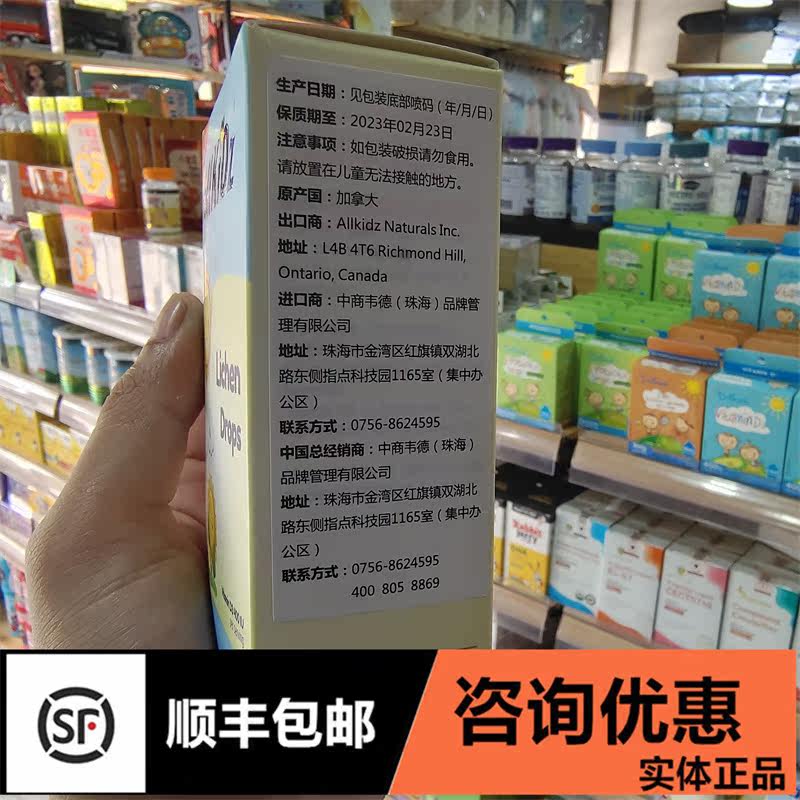 生产日期：见包装底部喷码（年/月/日）
保质期至：2023年02月23日
注意事项：如包装破损请勿食用。
请放置在儿童无法接触的地方。
原产国：加拿大
出口商：Allkidz Naturals Inc.
地址：L4B 4T6 Richmond Hill,
Ontario, Canada
进口商：中商韦德（珠海）品牌管
理有限公司
地址：珠海市金湾区红旗镇双湖北
路东侧指点科技园1165室（集中办
公区）
联系方式：0756-8624595
中国总经销商：中商韦德（珠海）
品牌管理有限公司
地址：珠海市金湾区红旗镇双湖北
路东侧指点科技园1165室（集中办
公区）
联系方式：0756-8624595
400 805 8869
Lichen
Drops
SF
顺丰包邮
咨询优惠
实体正品